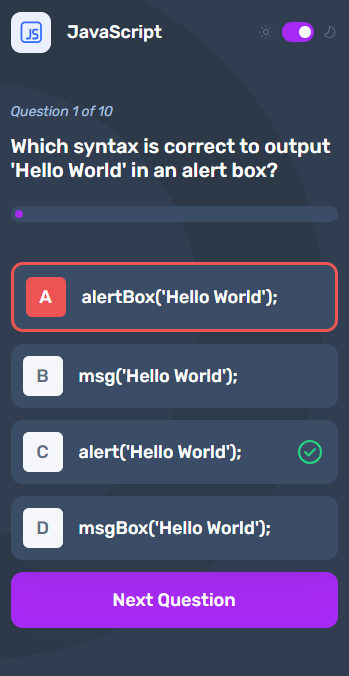 JS
JavaScript
Question 1 of 10
Which syntax is correct to output
'Hello World' in an alert box?
A alertBox('Hello World');
B msg('Hello World');
C alert('Hello World');
D msgBox('Hello World');
Next Question